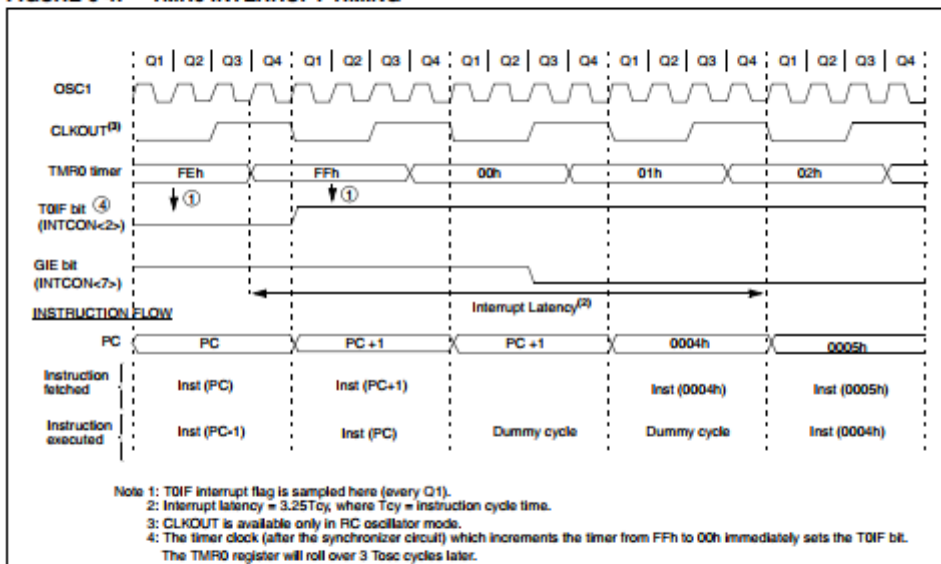 Q1 Q2 Q3 Q4 Q1 Q2 Q3 Q4 Q1 Q2 Q3 Q4 Q1 Q2 Q3 Q4 Q1 Q2 Q3 Q4
OSC1
CLKOUT(3)
TMR0 timer FEh FFh 00h 01h 02h
1 1
T0IF bit 4
(INTCON<2>)
GIE bit
(INTCON<7>)
Interrupt Latency(2)
INSTRUCTION FLOW
PC PC PC +1 PC +1 0004h 0005h
Instruction
fetched Inst (PC) Inst (PC+1) Inst (0004h) Inst (0005h)
Instruction
executed Inst (PC-1) Inst (PC) Dummy cycle Dummy cycle Inst (0004h)
Note 1: T0IF interrupt flag is sampled here (every Q1).
2: Interrupt latency = 3.25Tcy, where Tcy = instruction cycle time.
3: CLKOUT is available only in RC oscillator mode.
4: The timer clock (after the synchronizer circuit) which increments the timer from FFh to 00h immediately sets the T0IF bit.
The TMR0 register will roll over 3 Tosc cycles later.